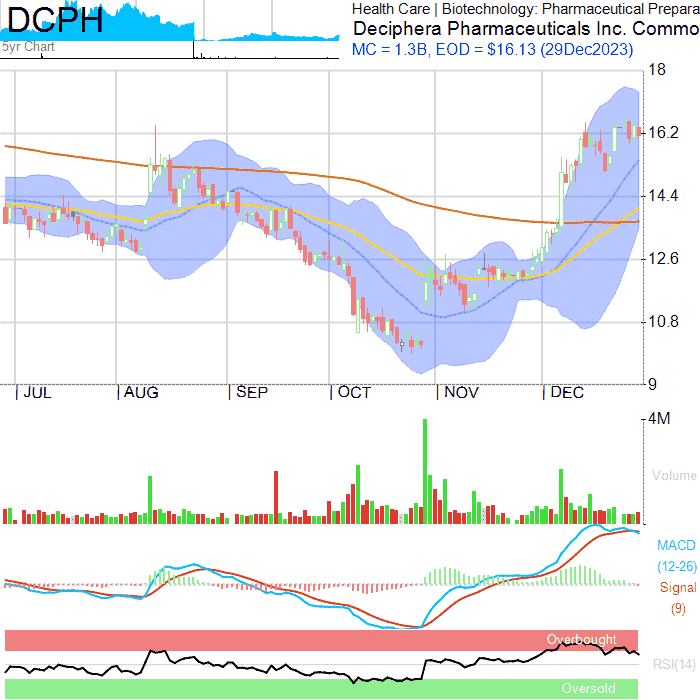 DCPH
5yr Chart
Health Care | Biotechnology: Pharmaceutical Prepara
Deciphera Pharmaceuticals Inc. Commo
MC = 1.3B, EOD = $16.13 (29Dec2023)
18
16.2
14.4
12.6
10.8
9
JUL AUG SEP OCT NOV DEC
4M
Volume
MACD
(12-26)
Signal
(9)
Overbought
RSI(14)
Oversold